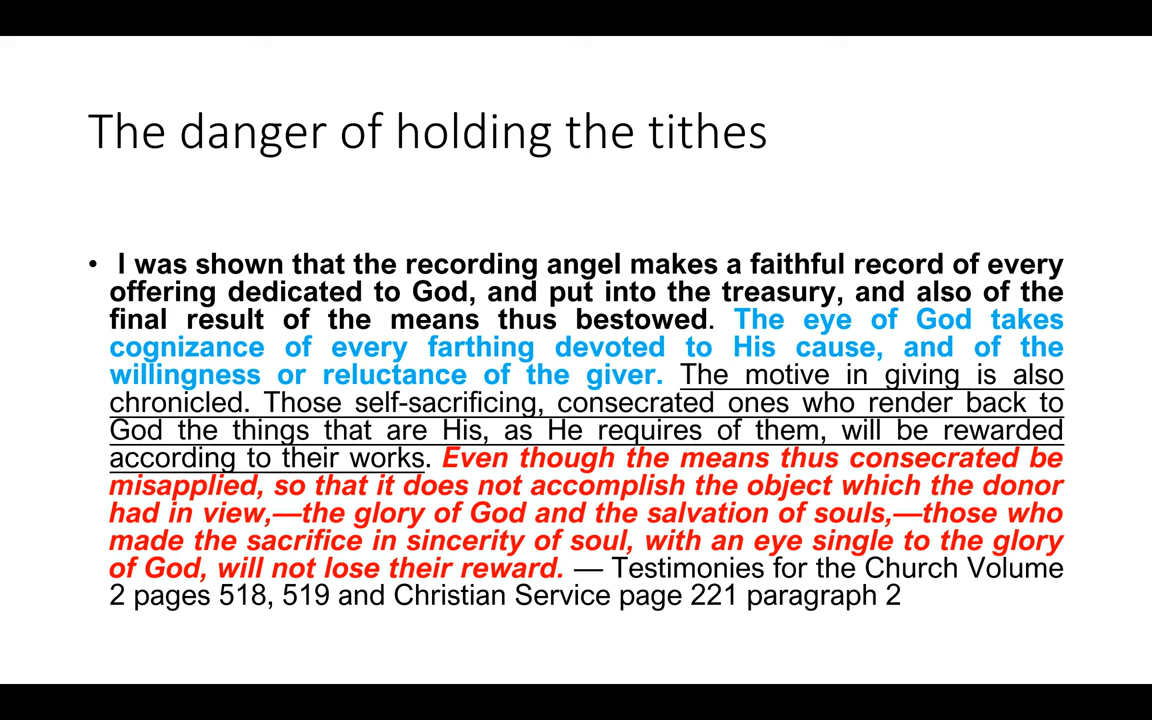 The danger of holding the tithes
• I was shown that the recording angel makes a faithful record of every
offering dedicated to God, and put into the treasury, and also of the
final result of the means thus bestowed. The eye of God takes
cognizance of every farthing devoted to His cause, and of the
willingness or reluctance of the giver. The motive in giving is also
chronicled. Those self-sacrificing, consecrated ones who render back to
God the things that are His, as He requires of them, will be rewarded
according to their works. Even though the means thus consecrated be
misapplied, so that it does not accomplish the object which the donor
had in view,—the glory of God and the salvation of souls,—those who
made the sacrifice in sincerity of soul, with an eye single to the glory
of God, will not lose their reward. — Testimonies for the Church Volume
2 pages 518, 519 and Christian Service page 221 paragraph 2